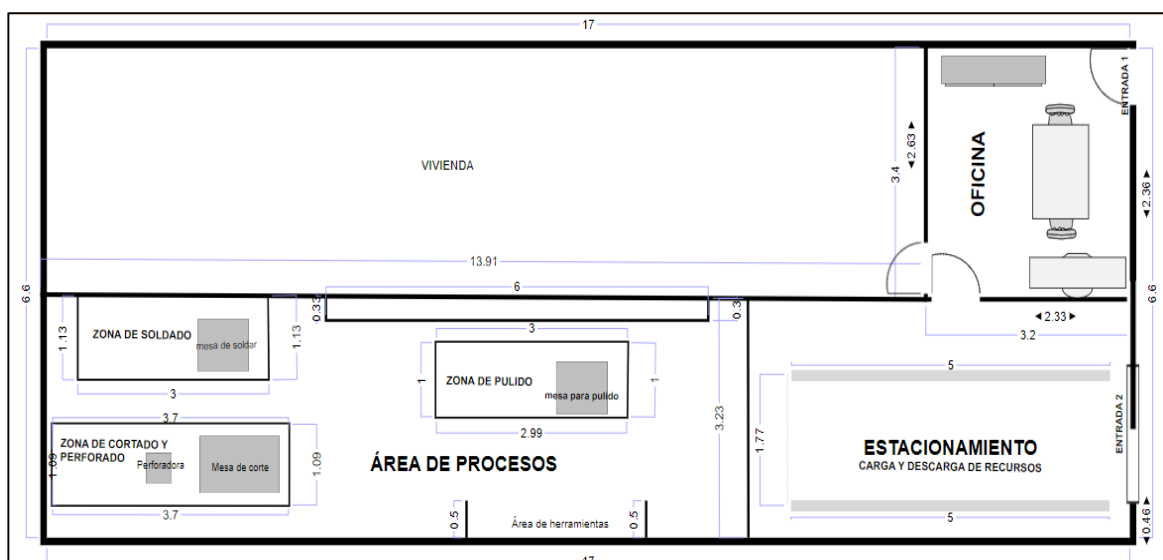 17
ENTRADA 1
2.63
3.4
OFICINA
2.36
VIVIENDA
6.6
13.91
6.6
6
0.33
0.3
2.33
3.2
1.13
ZONA DE SOLDADO
mesa de soldar
1.13
3
3
1
ZONA DE PULIDO
mesa para pulido
1
2.99
3.23
5
1.77
ENTRADA 2
ESTACIONAMIENTO
CARGA Y DESCARGA DE RECURSOS
5
0.46
3.7
ZONA DE CORTADO Y
PERFORADO
Perforadora
Mesa de corte
1.09
1.09
3.7
ÁREA DE PROCESOS
0.5
Área de herramientas
0.5
17